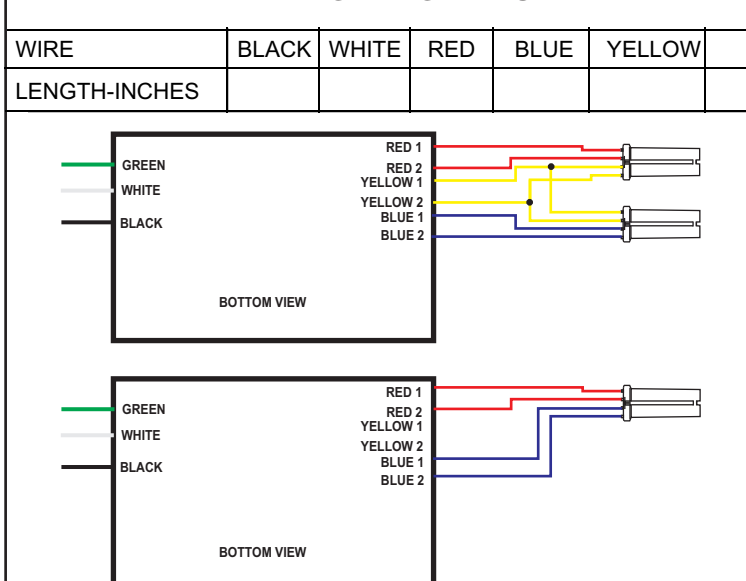 WIRE BLACK WHITE RED BLUE YELLOW
LENGTH-INCHES
RED 1
GREEN
RED 2
YELLOW 1
WHITE
YELLOW 2
BLUE 1
BLACK
BLUE 2
BOTTOM VIEW
RED 1
GREEN
RED 2
YELLOW 1
WHITE
YELLOW 2
BLUE 1
BLACK
BLUE 2
BOTTOM VIEW